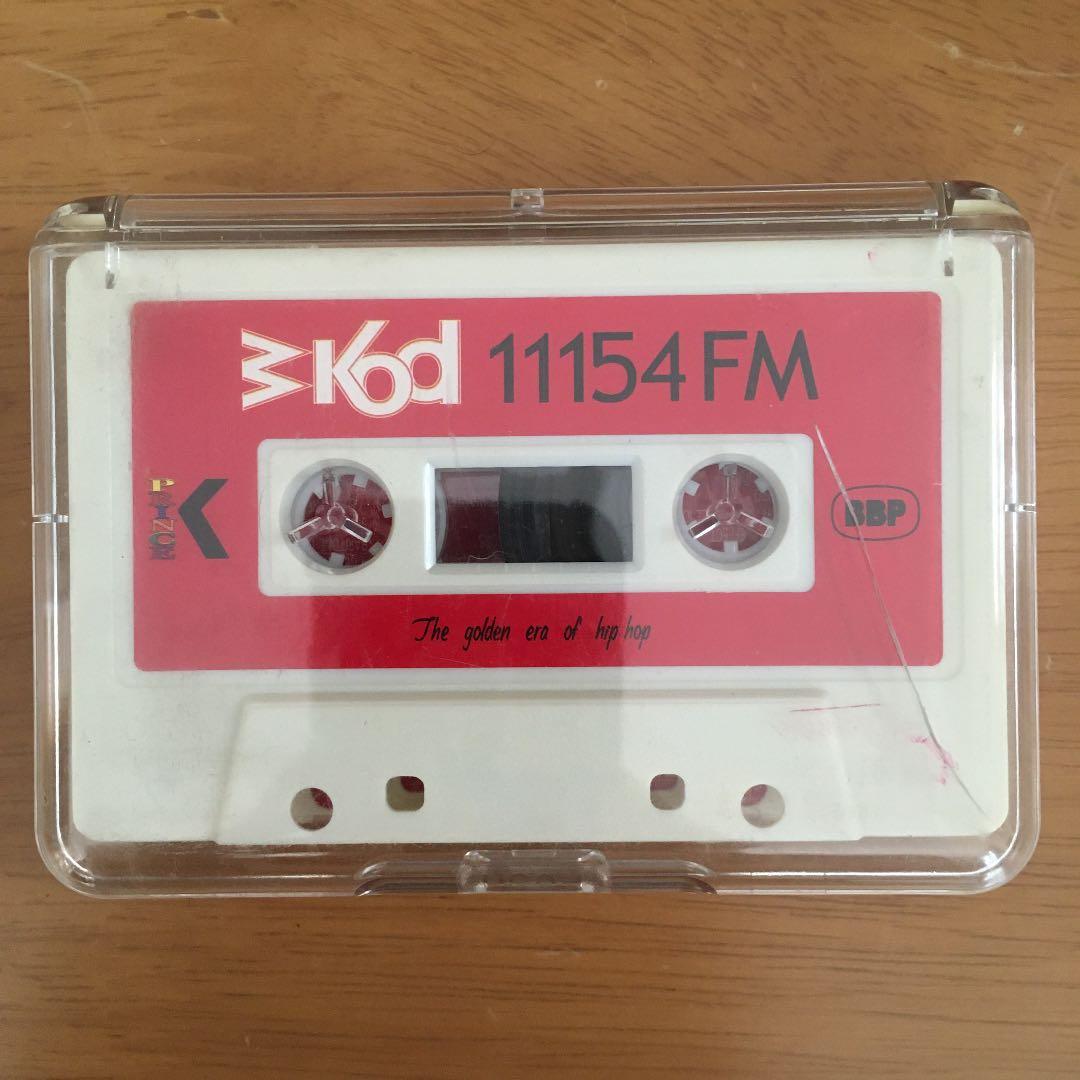 WKod 11154 FM
PRINCE K
BBP
The golden era of hip hop